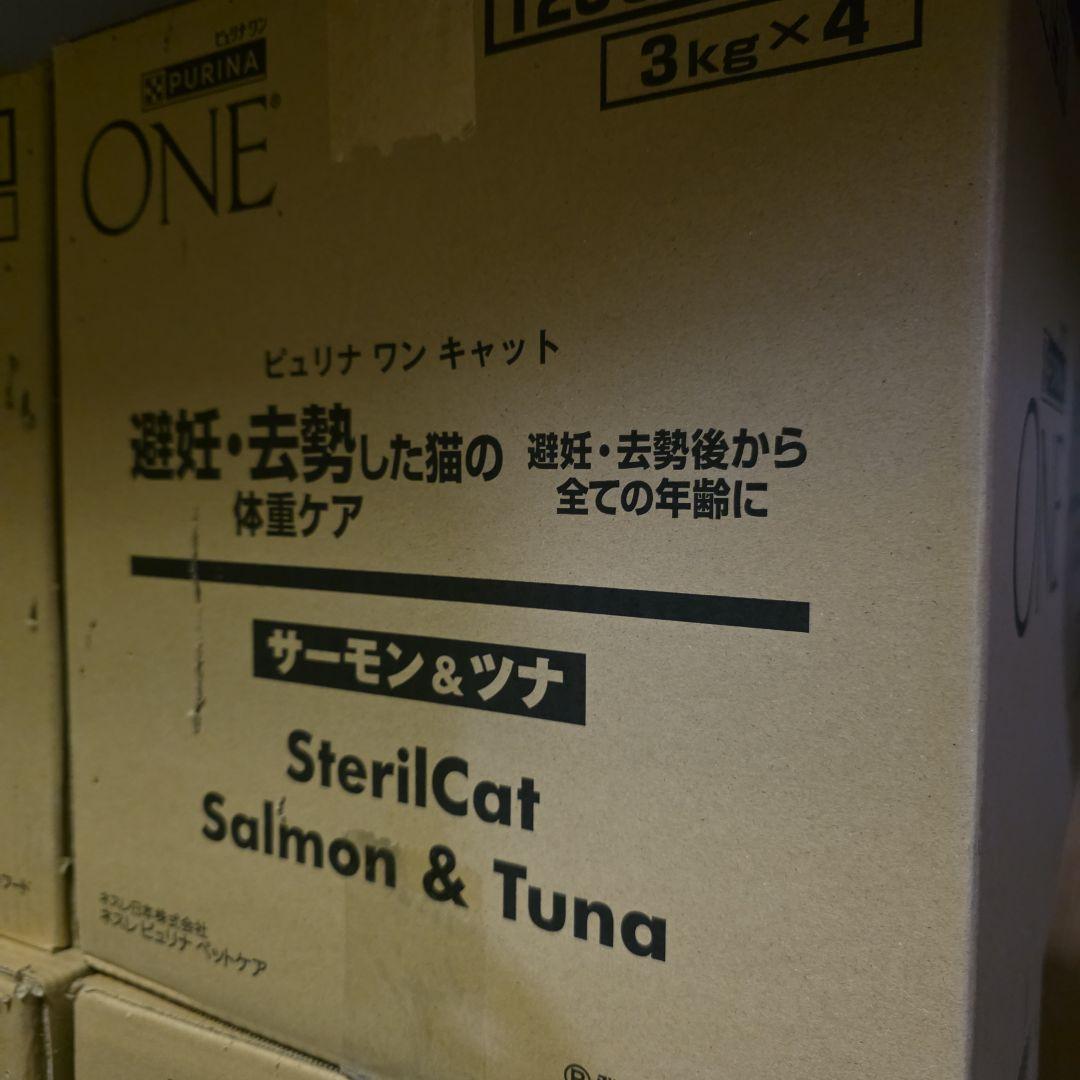 ピュリナ ワン
PURINA
ONE®
3kg×4
ピュリナ ワン キャット
避妊・去勢した猫の
体重ケア
避妊・去勢後から
全ての年齢に
サーモン&ツナ
SterilCat
Salmon & Tuna
ネスレ日本株式会社
ネスレ ピュリナ ペットケア
®